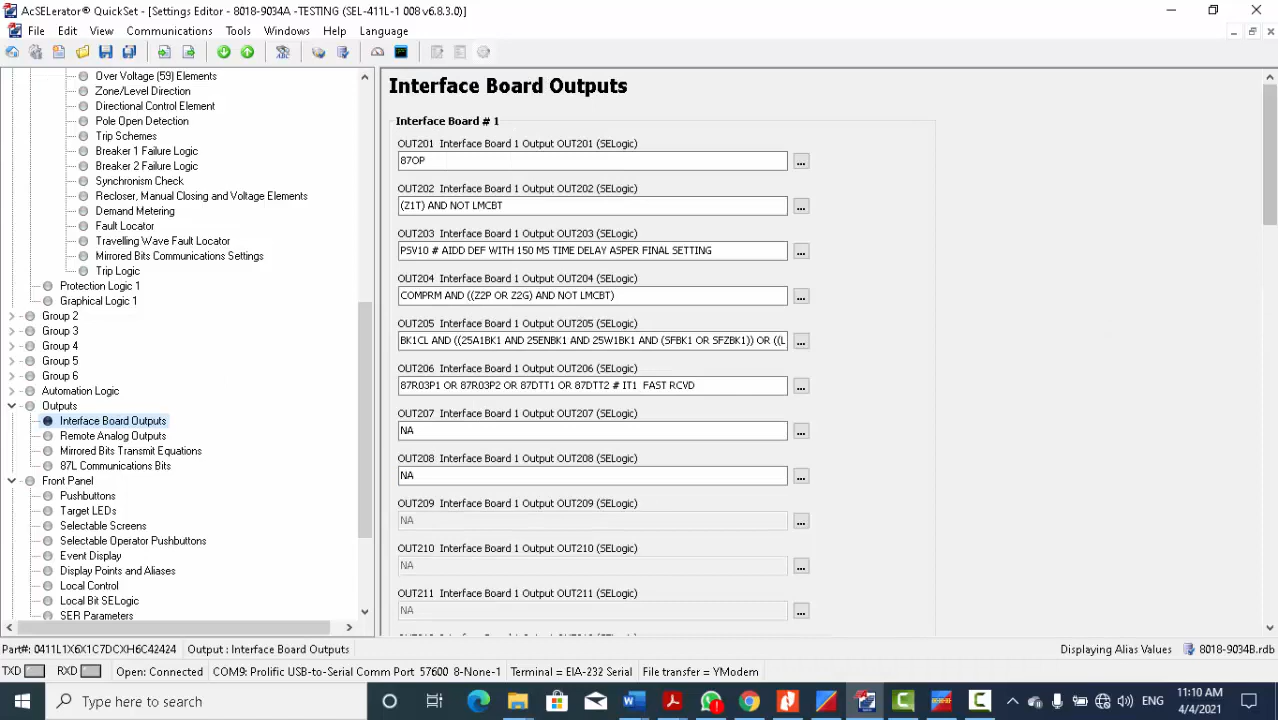 AcSELerator® QuickSet - [Settings Editor - 8018-9034A -TESTING (SEL-411L-1 008 v6.8.3.0)]
File Edit View Communications Tools Windows Help Language
Over Voltage (59) Elements
Zone/Level Direction
Directional Control Element
Pole Open Detection
Trip Schemes
Breaker 1 Failure Logic
Breaker 2 Failure Logic
Synchronism Check
Recloser, Manual Closing and Voltage Elements
Demand Metering
Fault Locator
Travelling Wave Fault Locator
Mirrored Bits Communications Settings
Trip Logic
Protection Logic 1
Graphical Logic 1
Group 2
Group 3
Group 4
Group 5
Group 6
Automation Logic
Outputs
Interface Board Outputs
Remote Analog Outputs
Mirrored Bits Transmit Equations
87L Communications Bits
Front Panel
Pushbuttons
Target LEDs
Selectable Screens
Selectable Operator Pushbuttons
Event Display
Display Points and Aliases
Local Control
Local Bit SELogic
SER Parameters
Interface Board Outputs
Interface Board # 1
OUT201 Interface Board 1 Output OUT201 (SELogic)
87OP
...
OUT202 Interface Board 1 Output OUT202 (SELogic)
(Z1T) AND NOT LMCBT
...
OUT203 Interface Board 1 Output OUT203 (SELogic)
PSV10 # AIDD DEF WITH 150 MS TIME DELAY ASPER FINAL SETTING
...
OUT204 Interface Board 1 Output OUT204 (SELogic)
COMPRM AND ((Z2P OR Z2G) AND NOT LMCBT)
...
OUT205 Interface Board 1 Output OUT205 (SELogic)
BK1CL AND ((25A1BK1 AND 25ENBK1 AND 25W1BK1 AND (SFBK1 OR SFZBK1)) OR ((L
...
OUT206 Interface Board 1 Output OUT206 (SELogic)
87R03P1 OR 87R03P2 OR 87DTT1 OR 87DTT2 # IT1 FAST RCVD
...
OUT207 Interface Board 1 Output OUT207 (SELogic)
NA
...
OUT208 Interface Board 1 Output OUT208 (SELogic)
NA
...
OUT209 Interface Board 1 Output OUT209 (SELogic)
NA
...
OUT210 Interface Board 1 Output OUT210 (SELogic)
NA
...
OUT211 Interface Board 1 Output OUT211 (SELogic)
NA
...
Part#: 0411L1X6X1C7DCXH6C42424 Output : Interface Board Outputs Displaying Alias Values 8018-9034B.rdb
TXD RXD Open: Connected COM9: Prolific USB-to-Serial Comm Port 57600 8-None-1 Terminal = EIA-232 Serial File transfer = YModem
Type here to search ENG 11:10 AM
4/4/2021